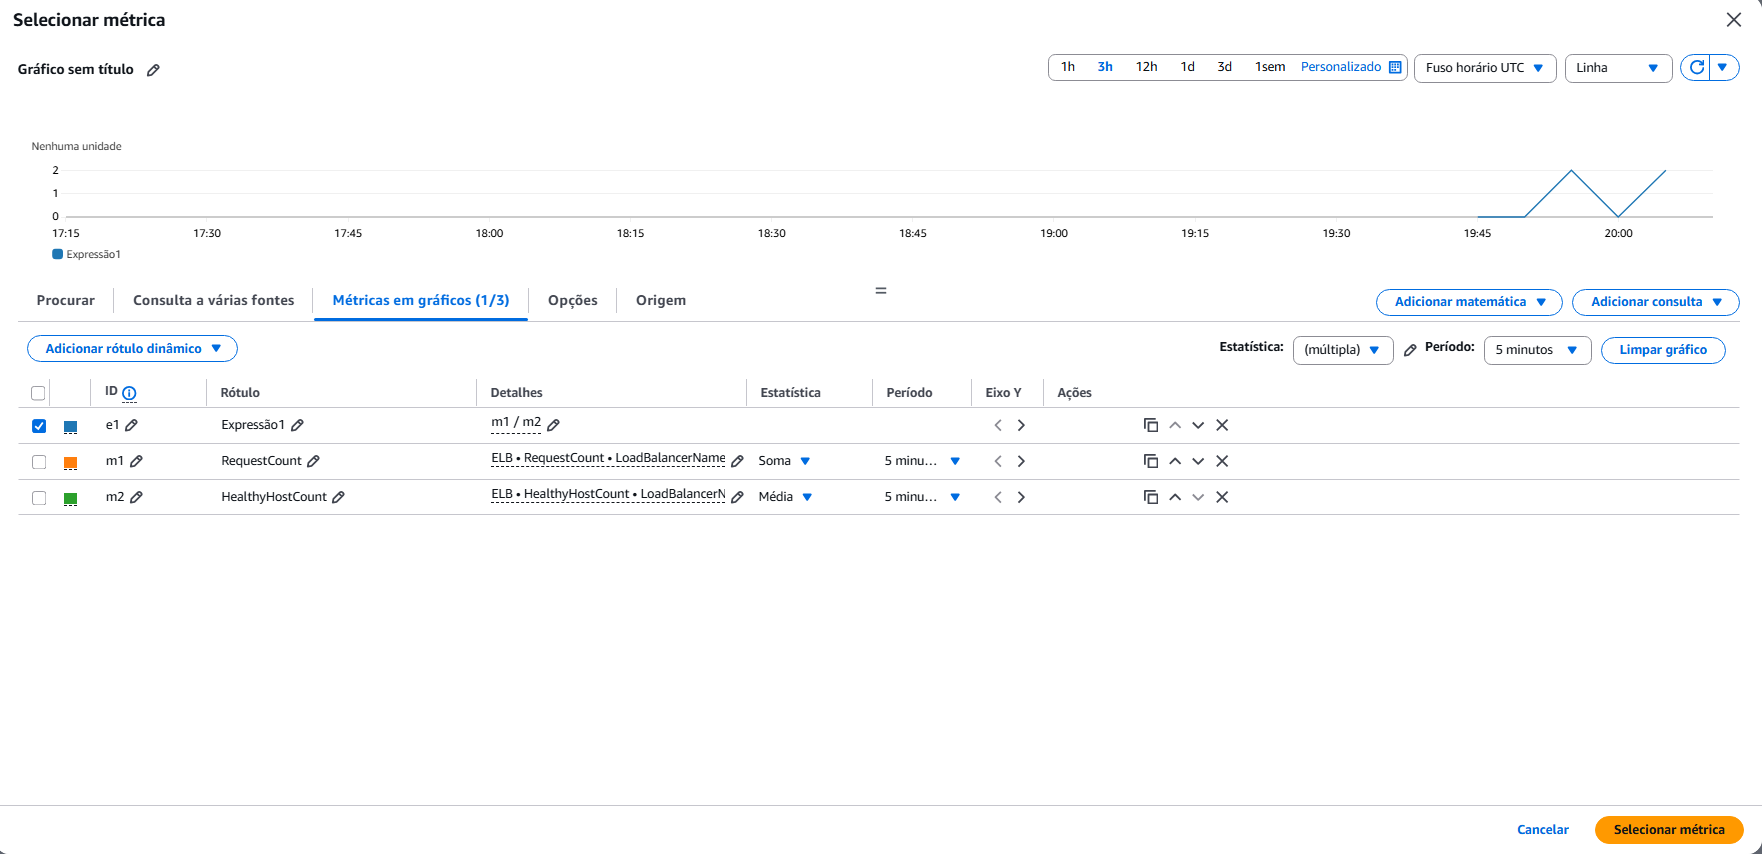 Selecionar métrica
Gráfico sem título
1h 3h 12h 1d 3d 1sem Personalizado Fuso horário UTC Linha
Nenhuma unidade
2
1
0
17:15 17:30 17:45 18:00 18:15 18:30 18:45 19:00 19:15 19:30 19:45 20:00
Expressão1
Procurar Consulta a várias fontes Métricas em gráficos (1/3) Opções Origem Adicionar matemática Adicionar consulta
Adicionar rótulo dinâmico Estatística: (múltipla) Período: 5 minutos Limpar gráfico
ID Rótulo Detalhes Estatística Período Eixo Y Ações
e1 Expressão1 m1 / m2
m1 RequestCount ELB • RequestCount • LoadBalancerName Soma 5 minu...
m2 HealthyHostCount ELB • HealthyHostCount • LoadBalancerN Média 5 minu...
Cancelar Selecionar métrica